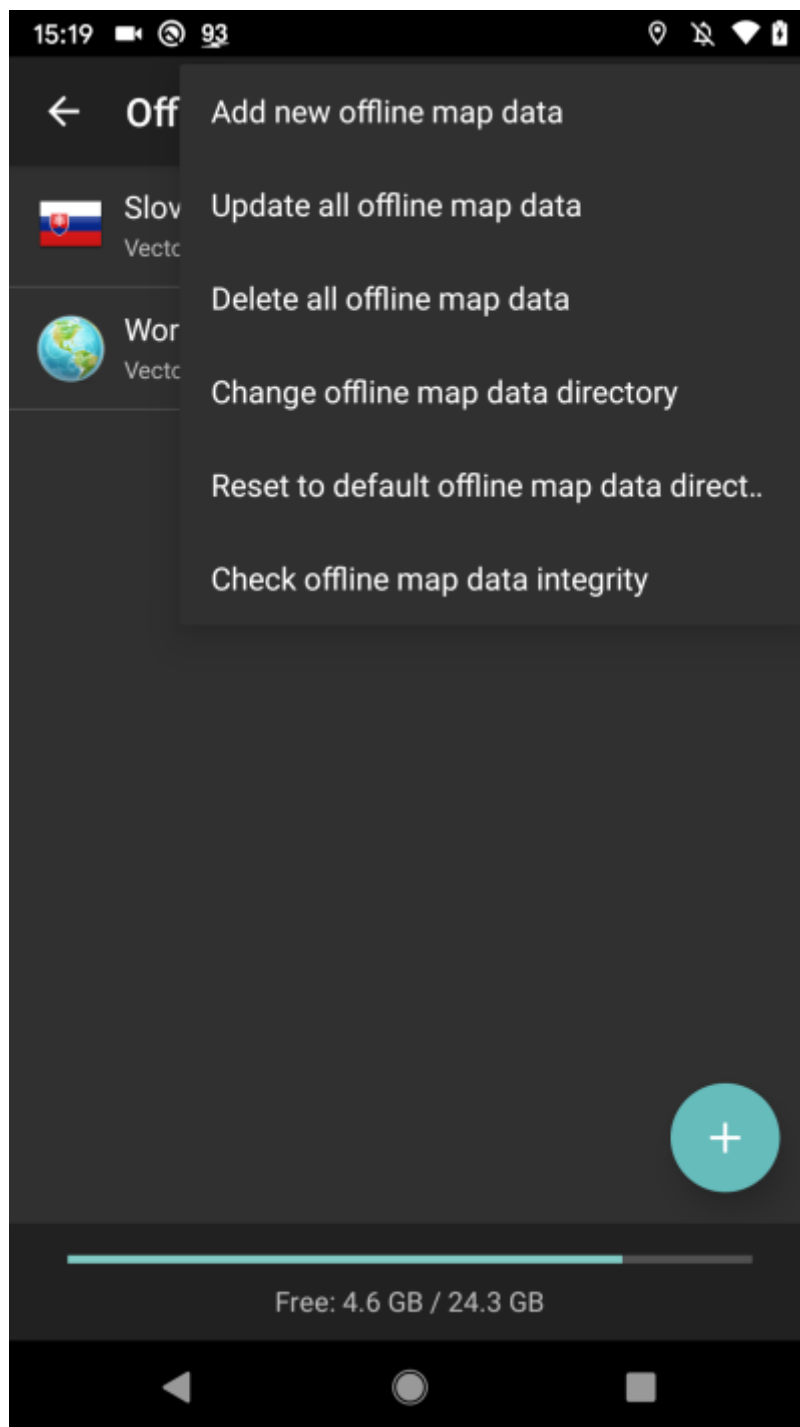 15:19 93
Off
Add new offline map data
Slov
Update all offline map data
Vecto
Delete all offline map data
Wor
Vecto
Change offline map data directory
Reset to default offline map data direct..
Check offline map data integrity
+
Free: 4.6 GB / 24.3 GB